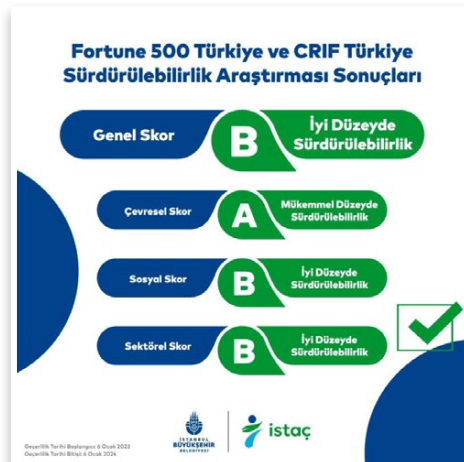 Fortune 500 Türkiye ve CRIF Türkiye
Sürdürülebilirlik Araştırması Sonuçları
Genel Skor
B
İyi Düzeyde
Sürdürülebilirlik
Çevresel Skor
A
Mükemmel Düzeyde
Sürdürülebilirlik
Sosyal Skor
B
İyi Düzeyde
Sürdürülebilirlik
Sektörel Skor
B
İyi Düzeyde
Sürdürülebilirlik
Geçerlilik Tarihi Başlangıcı 6 Ocak 2023
Geçerlilik Tarihi Bitişi 6 Ocak 2024
İSTANBUL
BÜYÜKŞEHİR
BELEDİYESİ
istaç